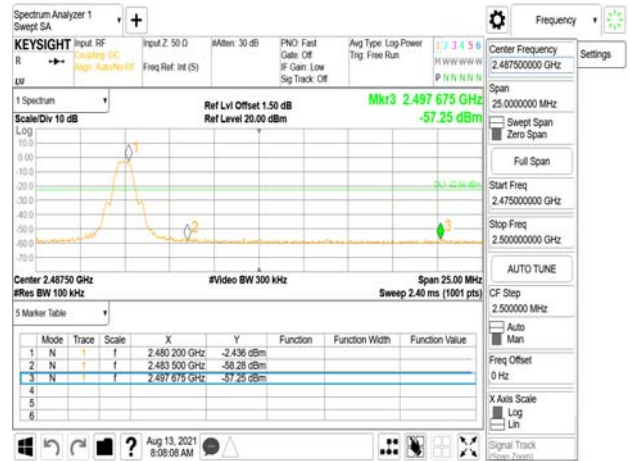 Spectrum Analyzer 1
Swept SA
Frequency
KEYSIGHT
Input: RF
Coupling: DC
Align: Auto/No RF
Input Z: 50 Ω
Freq Ref: Int (S)
#Atten: 30 dB
PNO: Fast
Gate: Off
IF Gain: Low
Sig Track: Off
Avg Type: Log-Power
Trig: Free Run
1 2 3 4 5 6
M W W W W W
P N N N N N
R
LXI
Settings
Center Frequency
2.487500000 GHz
Span
25.0000000 MHz
Swept Span
Zero Span
Full Span
Start Freq
2.475000000 GHz
Stop Freq
2.500000000 GHz
AUTO TUNE
CF Step
2.500000 MHz
Auto
Man
Freq Offset
0 Hz
X Axis Scale
Log
Lin
Signal Track
(Span Zoom)
1 Spectrum
Scale/Div 10 dB
Ref Lvl Offset 1.50 dB
Ref Level 20.00 dBm
Mkr3 2.497 675 GHz
-57.25 dBm
Log
10.0
0.00
-10.0
-20.0
-30.0
-40.0
-50.0
-60.0
-70.0
1
2
3
Center 2.48750 GHz
#Res BW 100 kHz
#Video BW 300 kHz
Span 25.00 MHz
Sweep 2.40 ms (1001 pts)
5 Marker Table
Mode Trace Scale X Y Function Function Width Function Value
1 N 1 f 2.480 200 GHz -2.436 dBm
2 N 1 f 2.483 500 GHz -58.28 dBm
3 N 1 f 2.497 675 GHz -57.25 dBm
4
5
6
?
Aug 13, 2021
8:08:08 AM